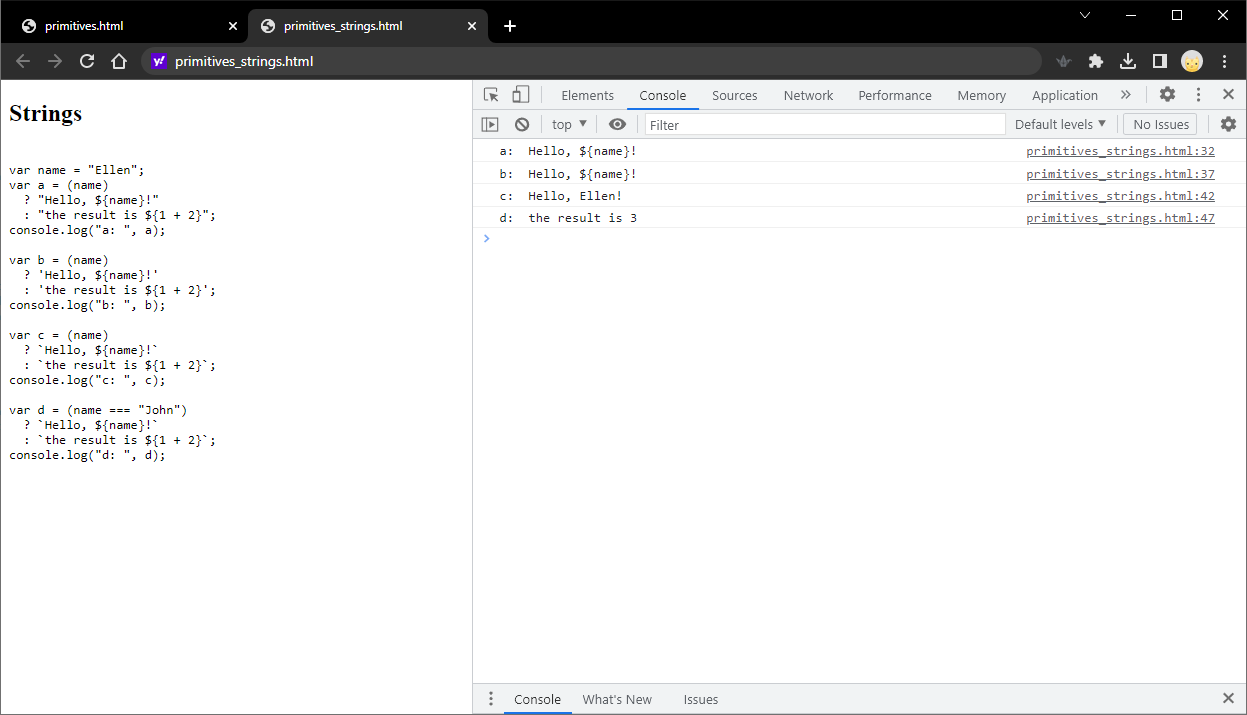 primitives.html
primitives_strings.html
y!
primitives_strings.html
Strings
var name = "Ellen";
var a = (name)
  ? "Hello, ${name}!"
  : "the result is ${1 + 2}";
console.log("a: ", a);
var b = (name)
  ? 'Hello, ${name}!'
  : 'the result is ${1 + 2}';
console.log("b: ", b);
var c = (name)
  ? `Hello, ${name}!`
  : `the result is ${1 + 2}`;
console.log("c: ", c);
var d = (name === "John")
  ? `Hello, ${name}!`
  : `the result is ${1 + 2}`;
console.log("d: ", d);
Elements Console Sources Network Performance Memory Application
top Filter Default levels No Issues
a:  Hello, ${name}! primitives_strings.html:32
b:  Hello, ${name}! primitives_strings.html:37
c:  Hello, Ellen! primitives_strings.html:42
d:  the result is 3 primitives_strings.html:47
Console What's New Issues